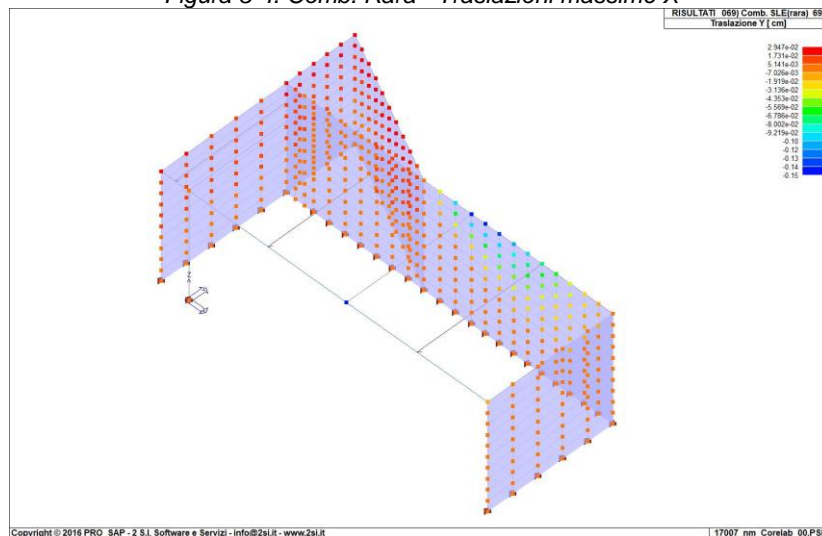 Figura 8-4. Comb. Rara - Traslazioni massime X
RISULTATI 069) Comb. SLE(rara) 69
Traslazione Y [ cm]
2.947e-02
1.731e-02
5.141e-03
-7.026e-03
-1.919e-02
-3.136e-02
-4.353e-02
-5.569e-02
-6.786e-02
-8.002e-02
-9.219e-02
-0.10
-0.12
-0.13
-0.14
-0.15
Z
Copyright © 2016 PRO_SAP - 2 S.I. Software e Servizi - info@2si.it - www.2si.it
17007_nm_Corelab_00.PS